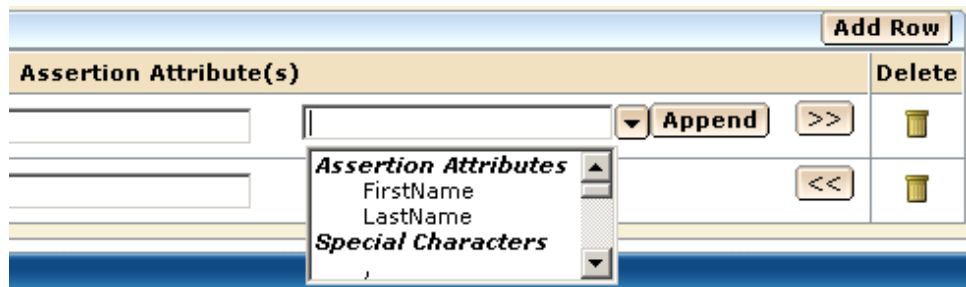 Add Row
Assertion Attribute(s) Delete
Append >>
Assertion Attributes
FirstName
LastName
Special Characters
,
<<